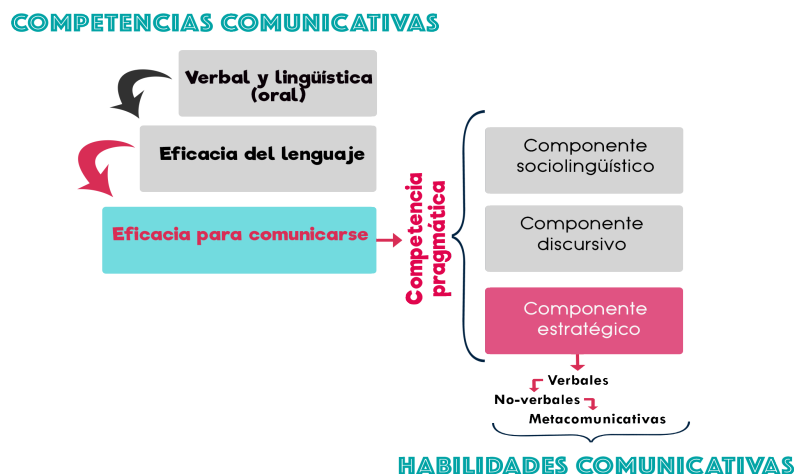 COMPETENCIAS COMUNICATIVAS
Verbal y lingüística
(oral)
Eficacia del lenguaje
Eficacia para comunicarse
Competencia
pragmática
Componente
sociolingüístico
Componente
discursivo
Componente
estratégico
Verbales
No-verbales
Metacomunicativas
HABILIDADES COMUNICATIVAS